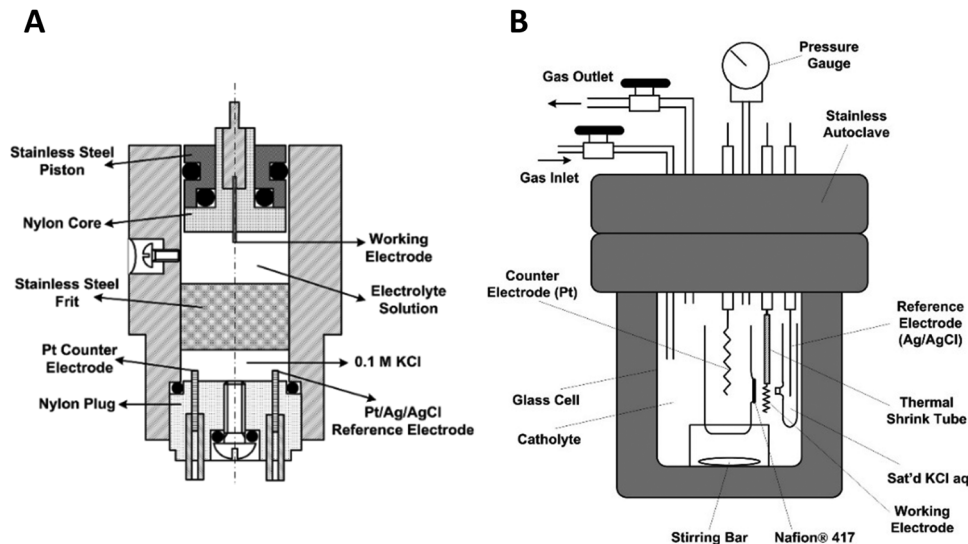 A
Stainless Steel
Piston
Nylon Core
Stainless Steel
Frit
Pt Counter
Electrode
Nylon Plug
Working
Electrode
Electrolyte
Solution
0.1 M KCl
Pt/Ag/AgCl
Reference Electrode
B
Pressure
Gauge
Gas Outlet
Stainless
Autoclave
Gas Inlet
Counter
Electrode (Pt)
Reference
Electrode
(Ag/AgCl)
Glass Cell
Thermal
Shrink Tube
Catholyte
Sat'd KCl aq
Working
Electrode
Stirring Bar
Nafion® 417